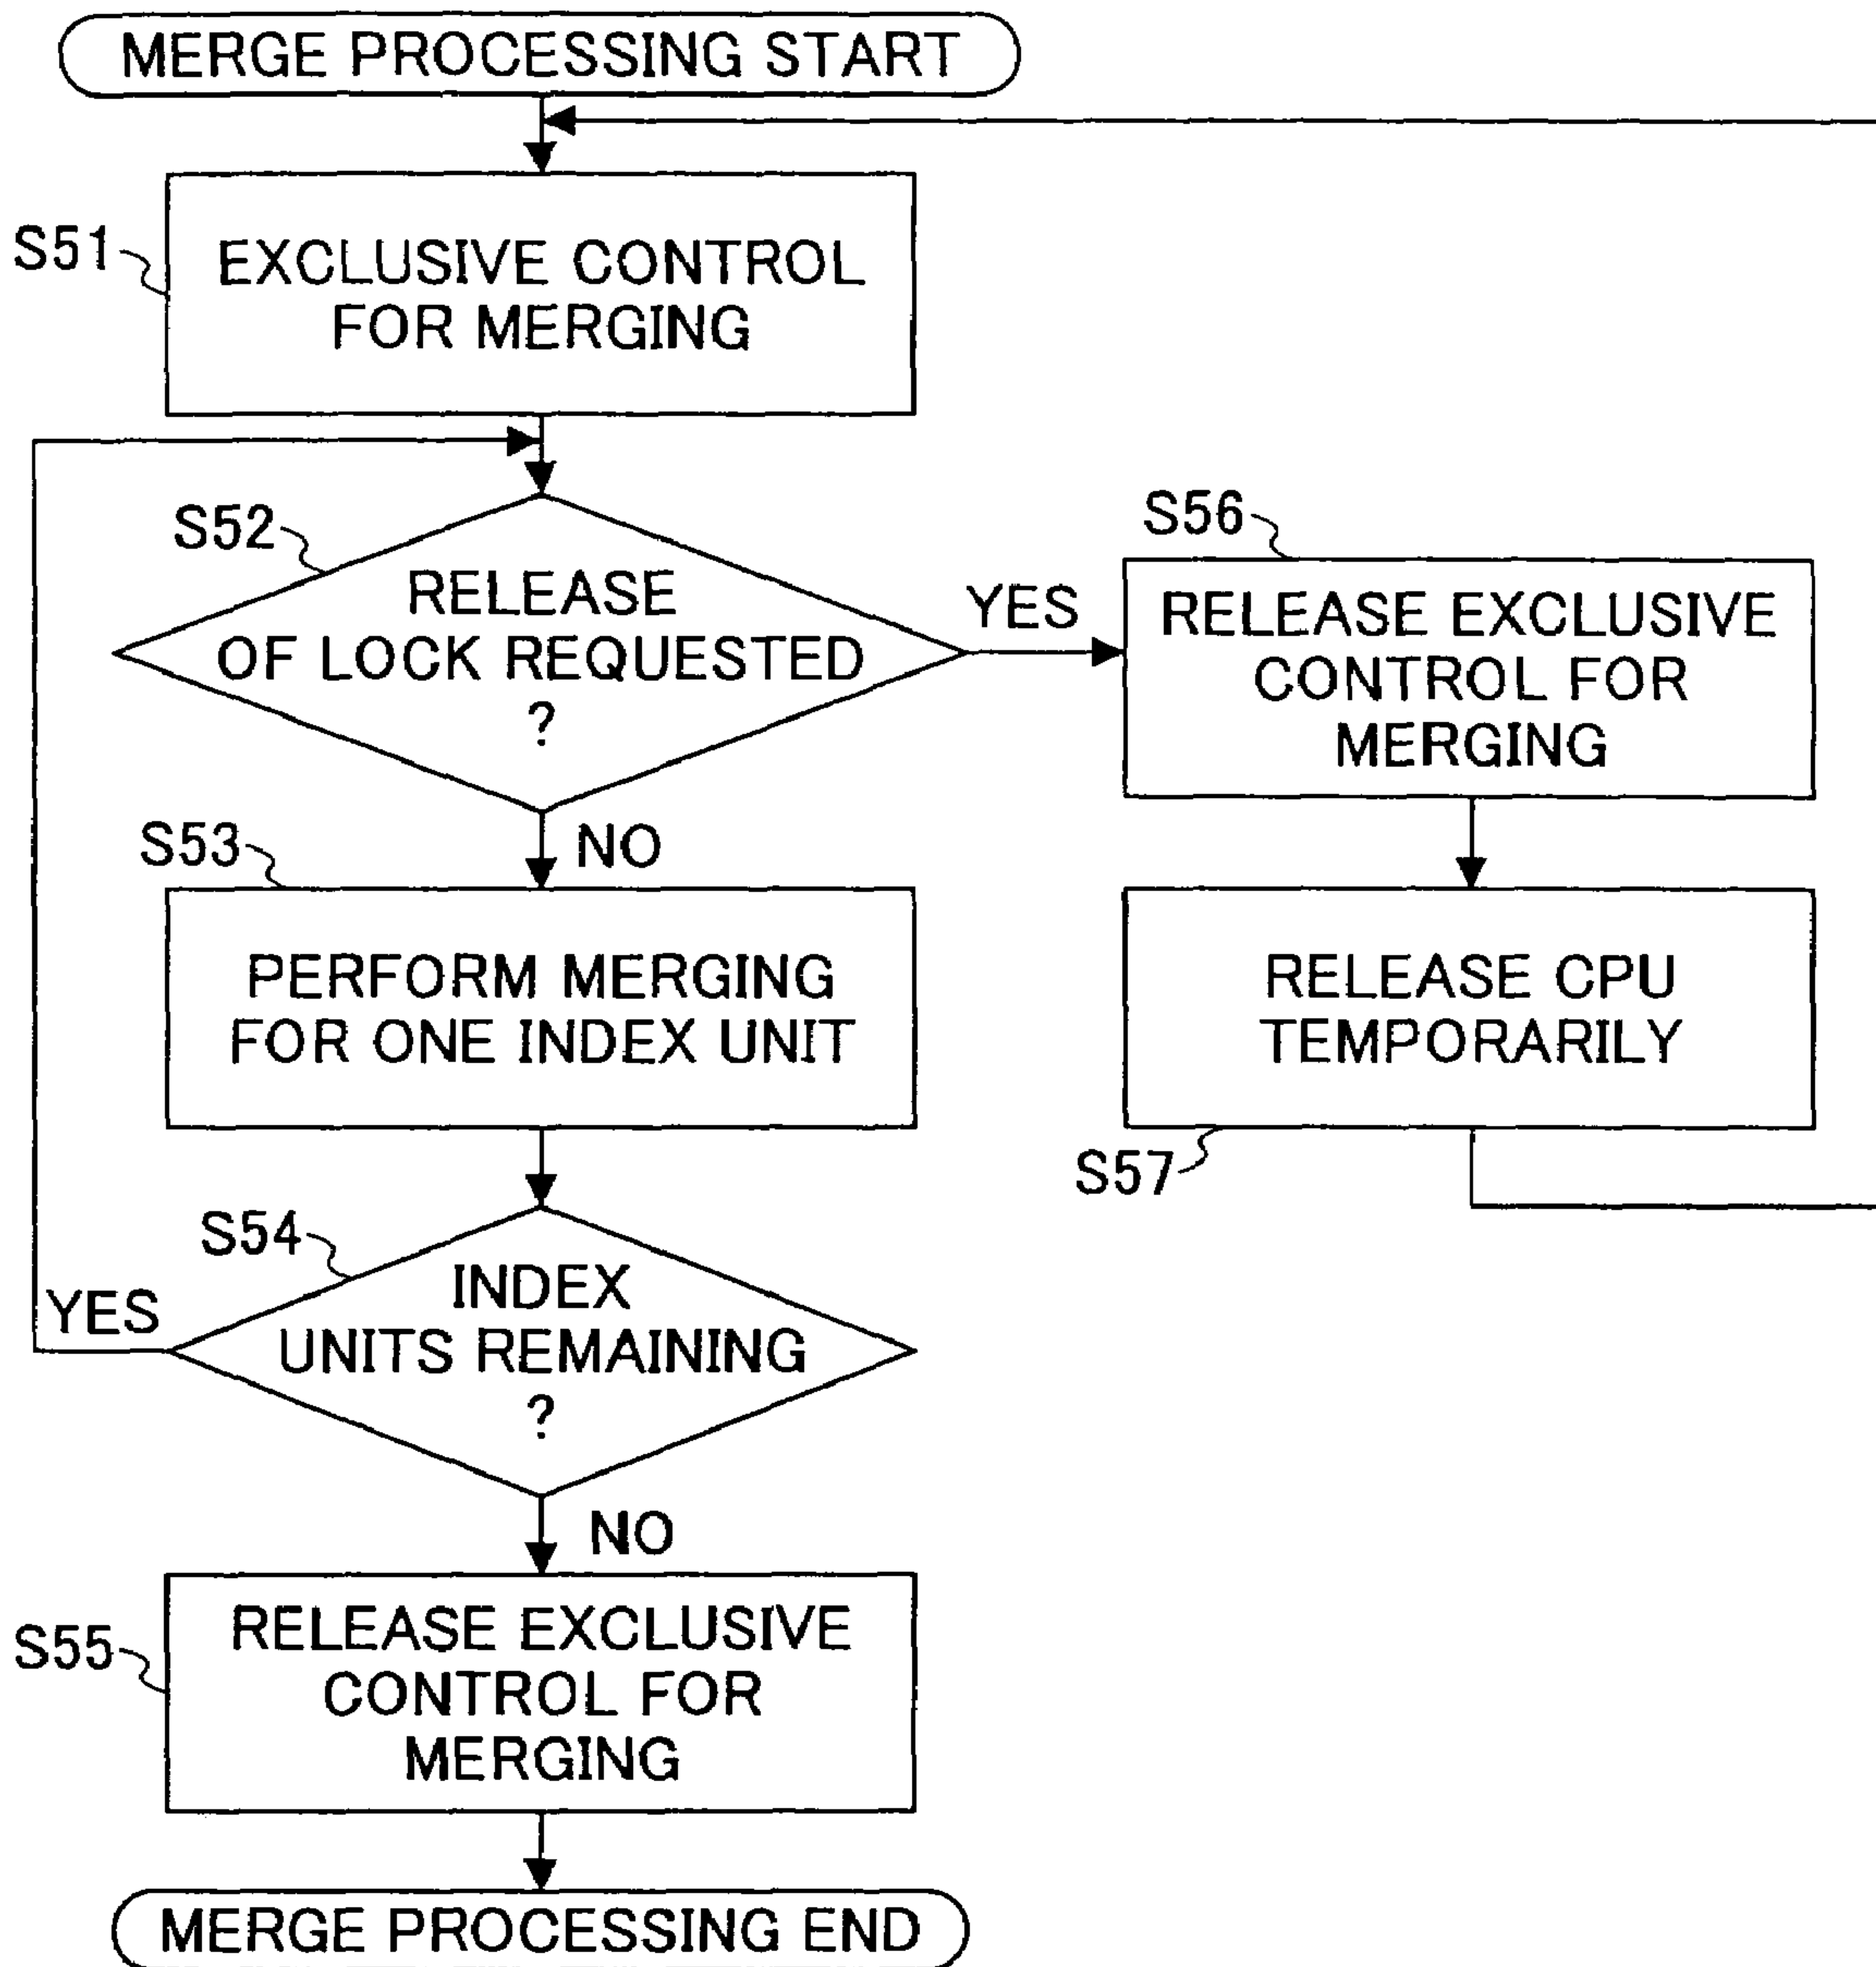 MERGE PROCESSING START
S51
EXCLUSIVE CONTROL
FOR MERGING
S52
RELEASE
OF LOCK REQUESTED
?
YES
S56
RELEASE EXCLUSIVE
CONTROL FOR
MERGING
NO
S53
PERFORM MERGING
FOR ONE INDEX UNIT
RELEASE CPU
TEMPORARILY
S57
S54
INDEX
UNITS REMAINING
?
YES
NO
S55
RELEASE EXCLUSIVE
CONTROL FOR
MERGING
MERGE PROCESSING END